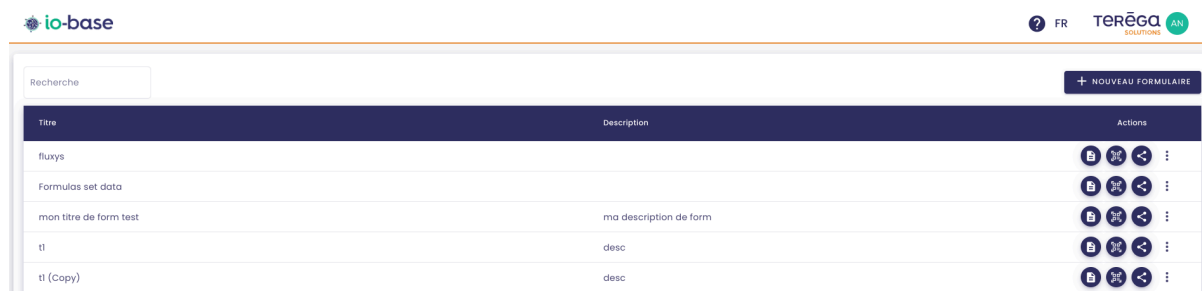 io-base
? FR TERĒGA SOLUTIONS AN
Recherche
+ NOUVEAU FORMULAIRE
Titre Description Actions
fluxys
Formulas set data
mon titre de form test ma description de form
t1 desc
t1 (Copy) desc